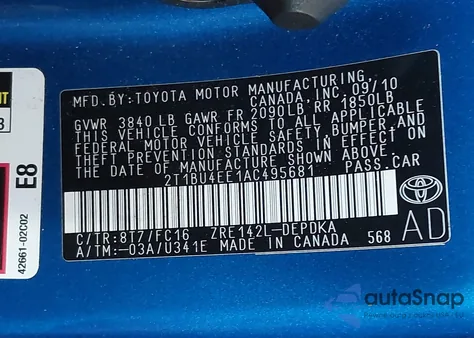 MFD. BY: TOYOTA MOTOR MANUFACTURING,
CANADA, INC. 09/10
GVWR 3840 LB GAWR FR 2090LB RR 1850LB
THIS VEHICLE CONFORMS TO ALL APPLICABLE
FEDERAL MOTOR VEHICLE SAFETY, BUMPER, AND
THEFT PREVENTION STANDARDS IN EFFECT ON
THE DATE OF MANUFACTURE SHOWN ABOVE.
2T1BU4EE1AC495681 PASS. CAR
C/TR: 8T7/FC16 ZRE142L-DEPDKA
A/TM: -03A/U341E MADE IN CANADA 568
AD
TOYOTA
E8
42661-02C02
autoSnap